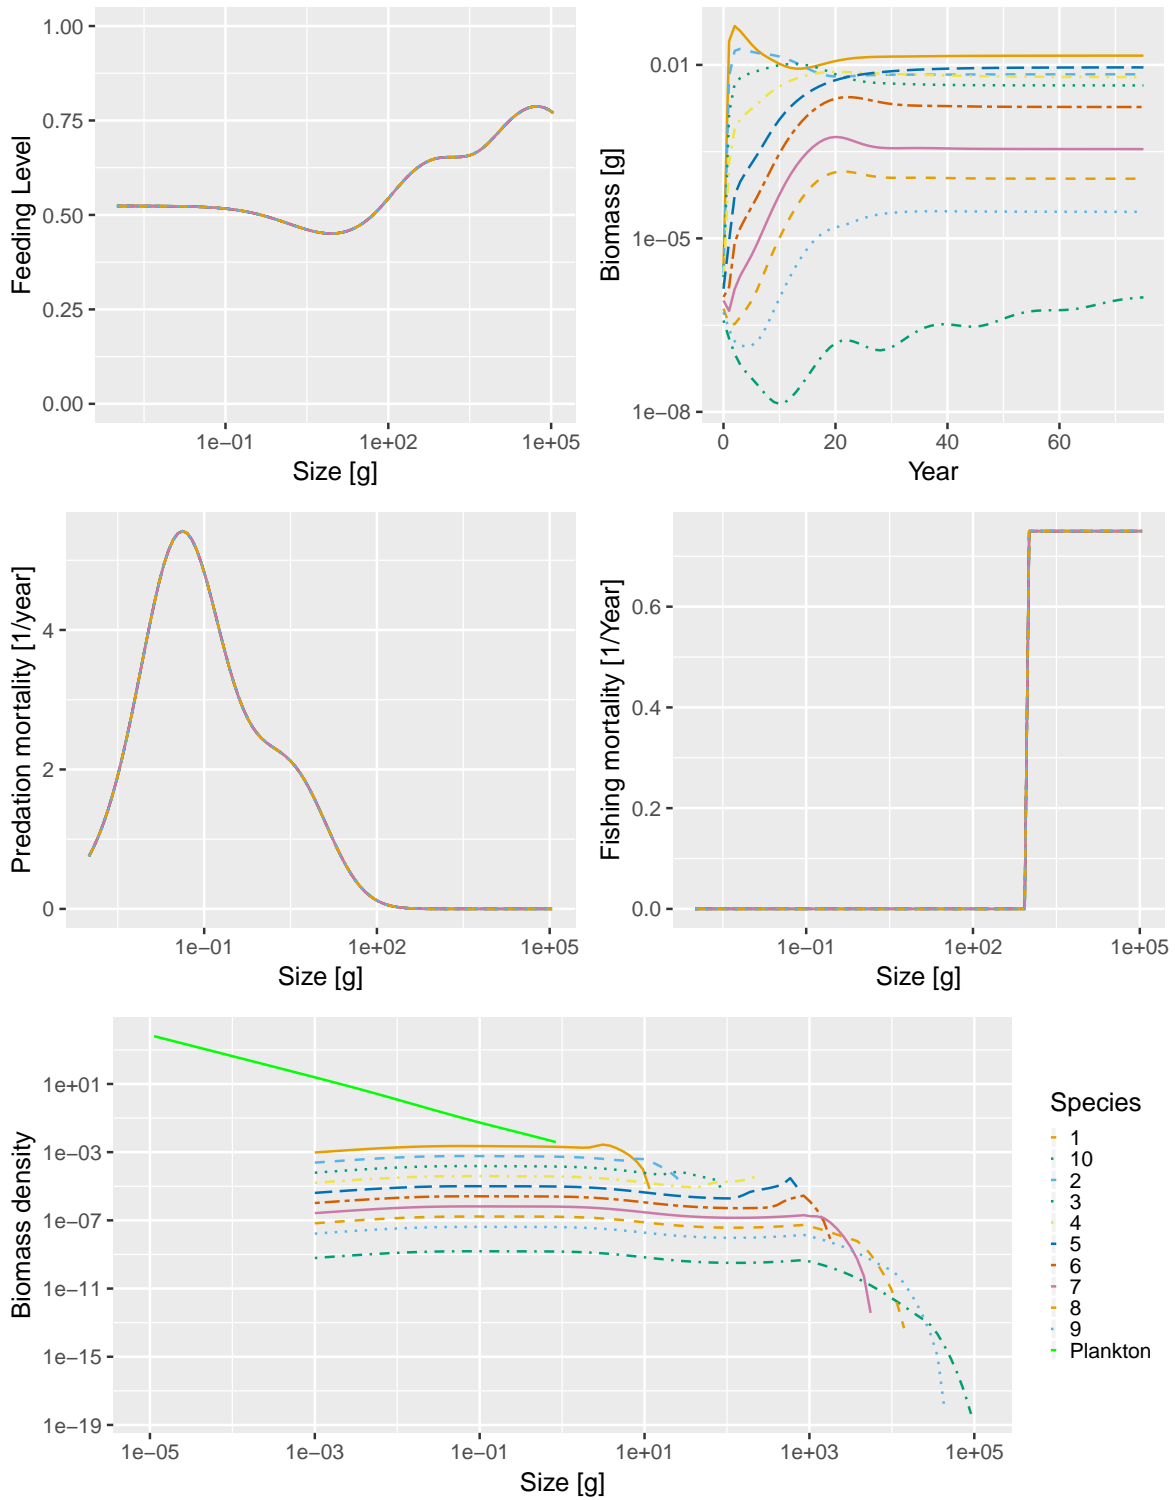 1.00
0.75
0.50
0.25
0.00
Feeding Level
1e−01
1e+02
1e+05
Size [g]
0.01
1e−05
1e−08
Biomass [g]
0
20
40
60
Year
4
2
0
Predation mortality [1/year]
1e−01
1e+02
1e+05
Size [g]
0.6
0.4
0.2
0.0
Fishing mortality [1/Year]
1e−01
1e+02
1e+05
Size [g]
1e+01
1e−03
1e−07
1e−11
1e−15
1e−19
Biomass density
1e−05
1e−03
1e−01
1e+01
1e+03
1e+05
Size [g]
Species
1
10
2
3
4
5
6
7
8
9
Plankton